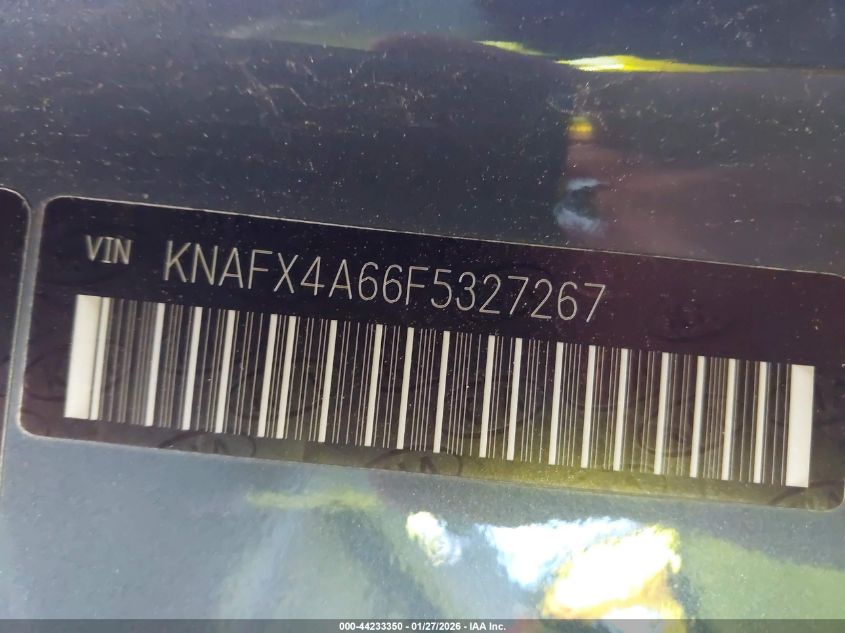 VIN KNAFX4A66F5327267
000-44233350 - 01/27/2026 - IAA Inc.